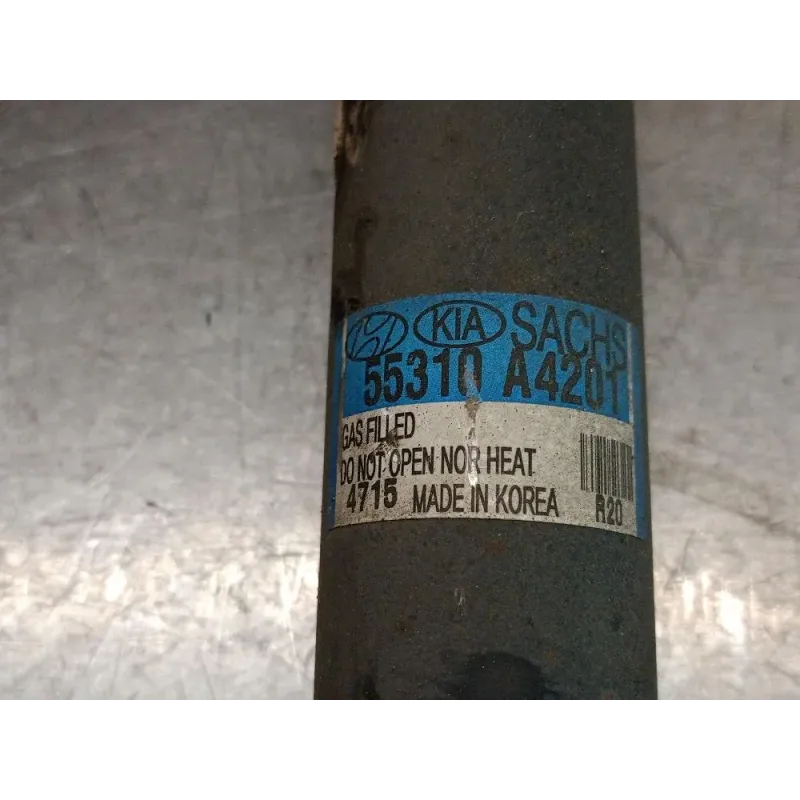 KIA SACHS
55310 A4201
GAS FILLED
DO NOT OPEN NOR HEAT
4715 MADE IN KOREA R20